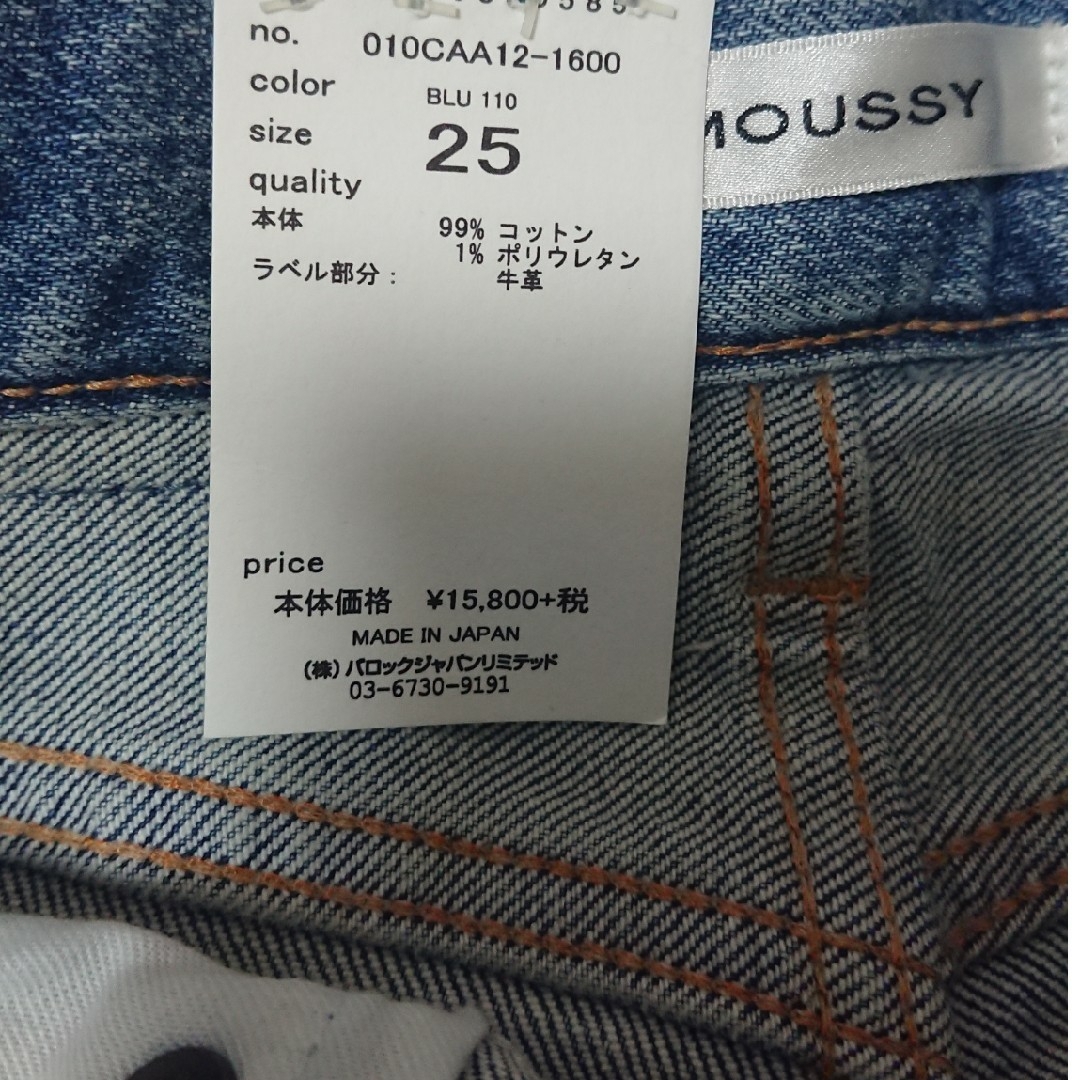 no. 010CAA12-1600
color BLU 110
size 25
quality
本体 99% コットン
1% ポリウレタン
ラベル部分: 牛革
price
本体価格 ¥15,800+税
MADE IN JAPAN
(株)バロックジャパンリミテッド
03-6730-9191
MOUSSY